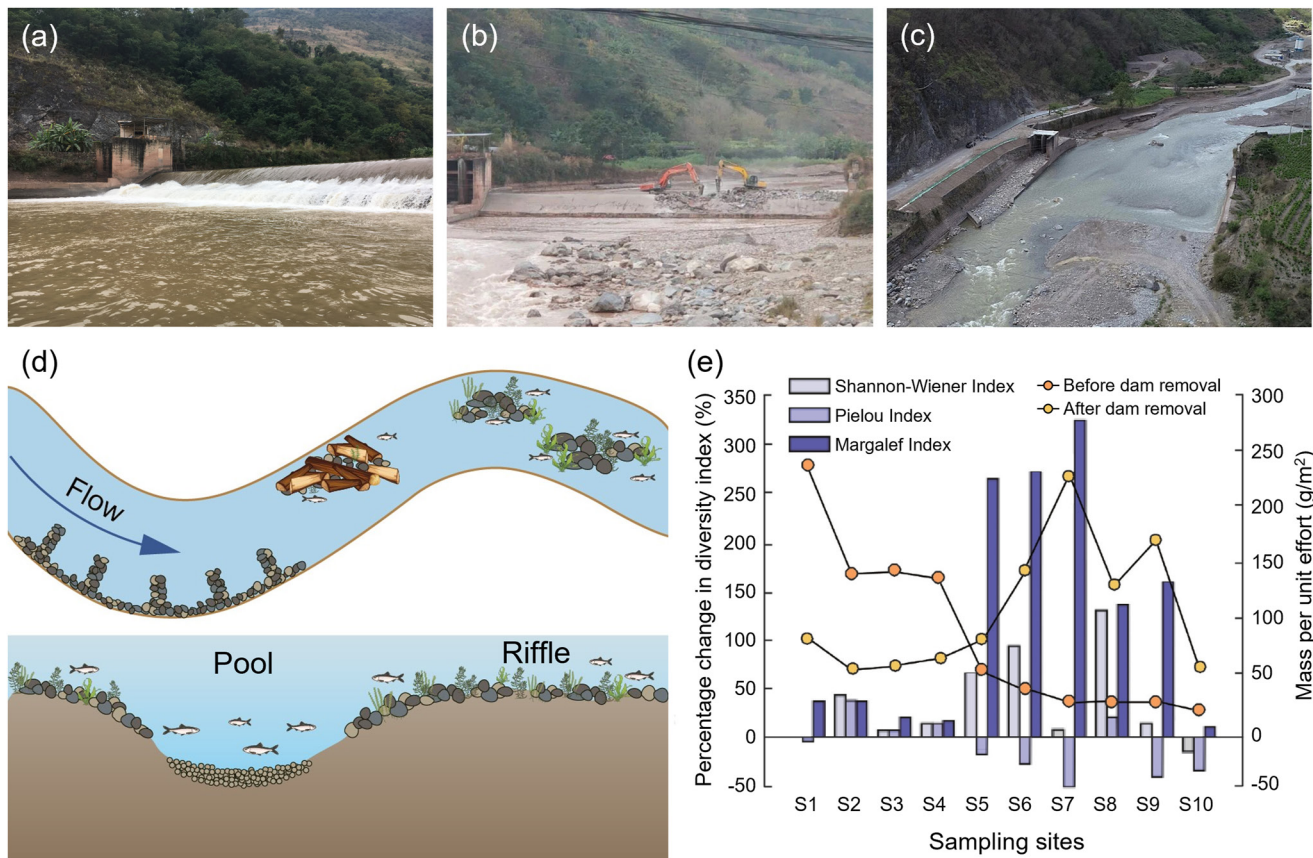 (a)
(b)
(c)
(d)
Flow
Pool
Riffle
(e)
Shannon-Wiener Index
Pielou Index
Margalef Index
Before dam removal
After dam removal
Percentage change in diversity index (%)
350
300
250
200
150
100
50
0
-50
300
250
200
150
100
50
0
-50
Mass per unit effort (g/m²)
S1 S2 S3 S4 S5 S6 S7 S8 S9 S10
Sampling sites